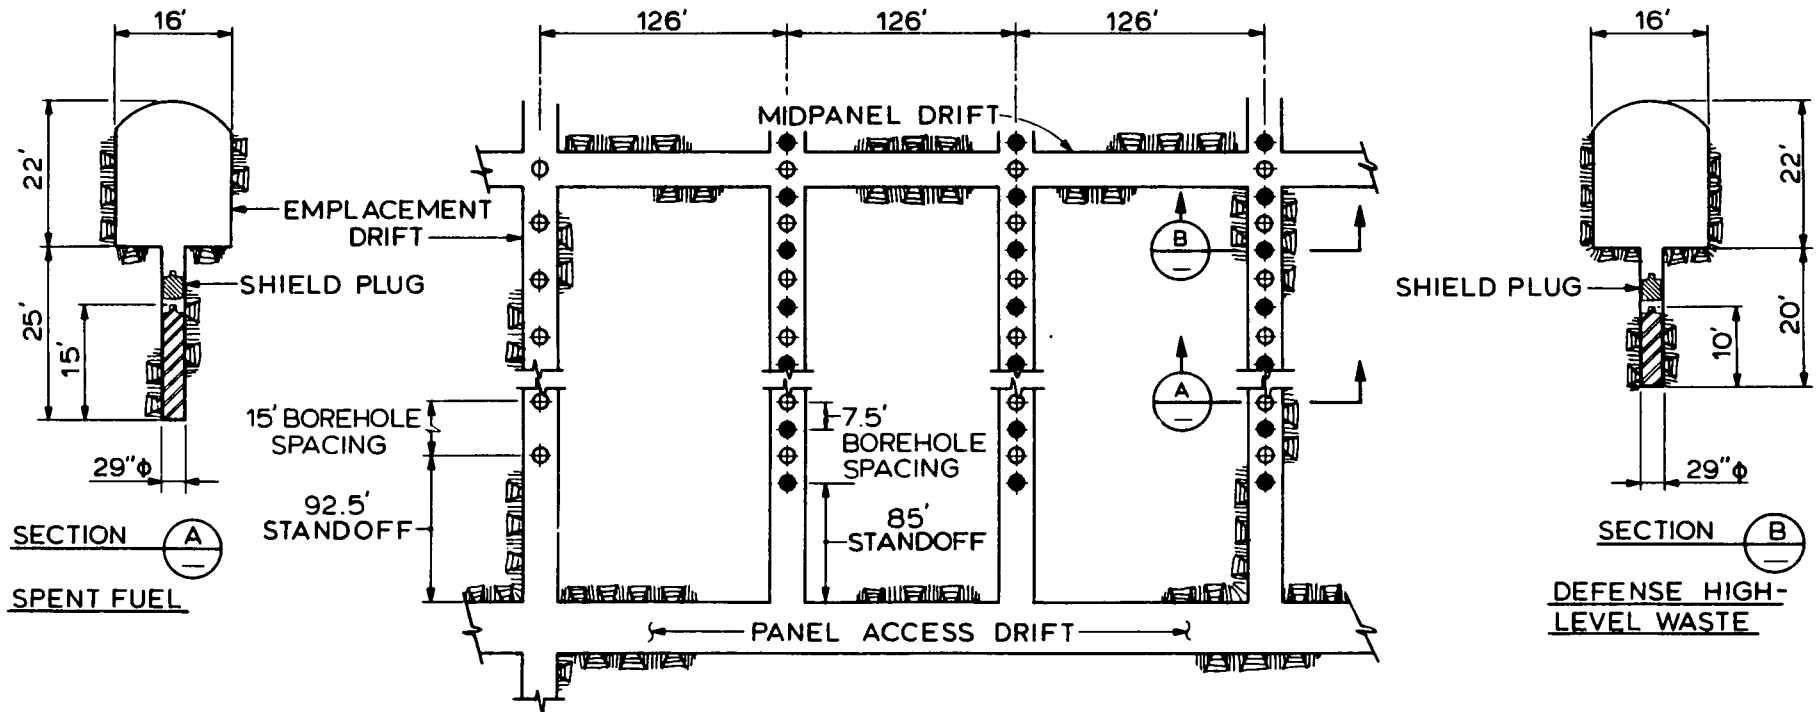 16'
126'
126'
126'
16'
MIDPANEL DRIFT
22'
22'
EMPLACEMENT
DRIFT
B
—
SHIELD PLUG
SHIELD PLUG
25'
15'
20'
10'
A
—
15' BOREHOLE
SPACING
7.5'
BOREHOLE
SPACING
29"ϕ
29"ϕ
92.5'
STANDOFF
85'
STANDOFF
SECTION A
—
SPENT FUEL
SECTION B
—
DEFENSE HIGH-
LEVEL WASTE
PANEL ACCESS DRIFT